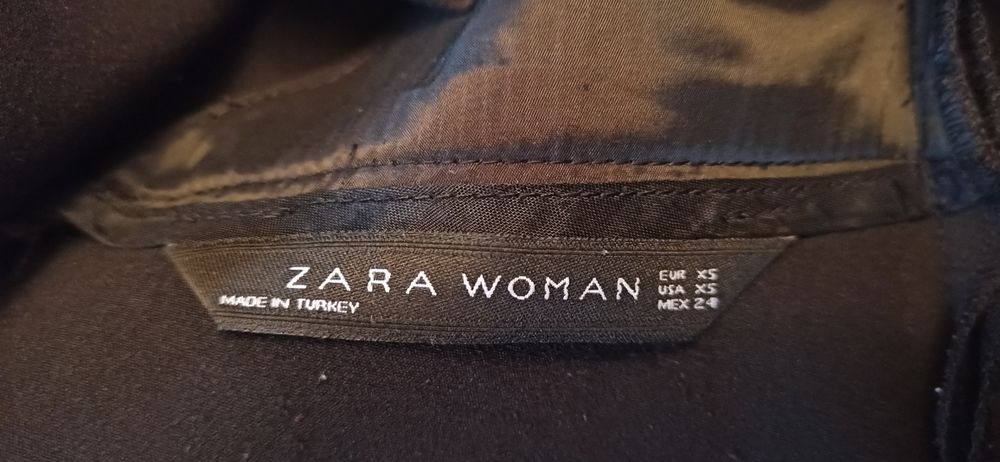 ZARA WOMAN
MADE IN TURKEY
EUR XS
USA XS
MEX 24